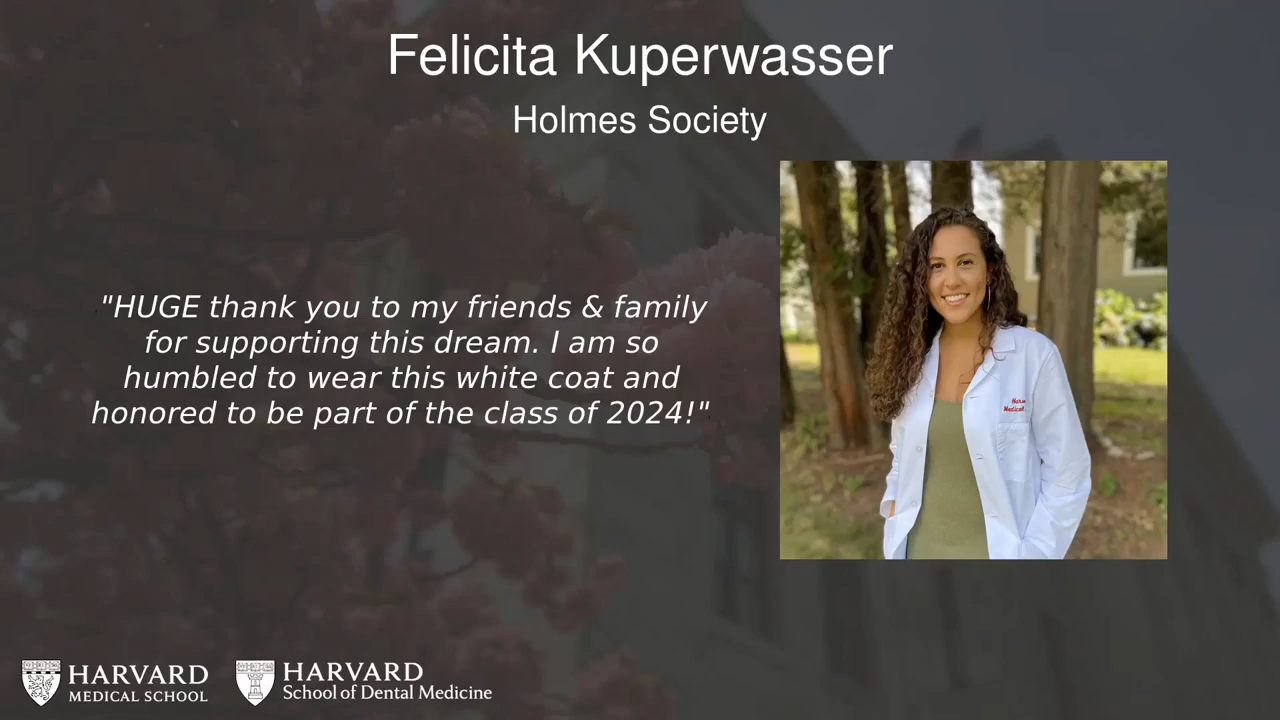 Felicita Kuperwasser
Holmes Society
"HUGE thank you to my friends & family
for supporting this dream. I am so
humbled to wear this white coat and
honored to be part of the class of 2024!"
Medical
HARVARD
MEDICAL SCHOOL
HARVARD
School of Dental Medicine